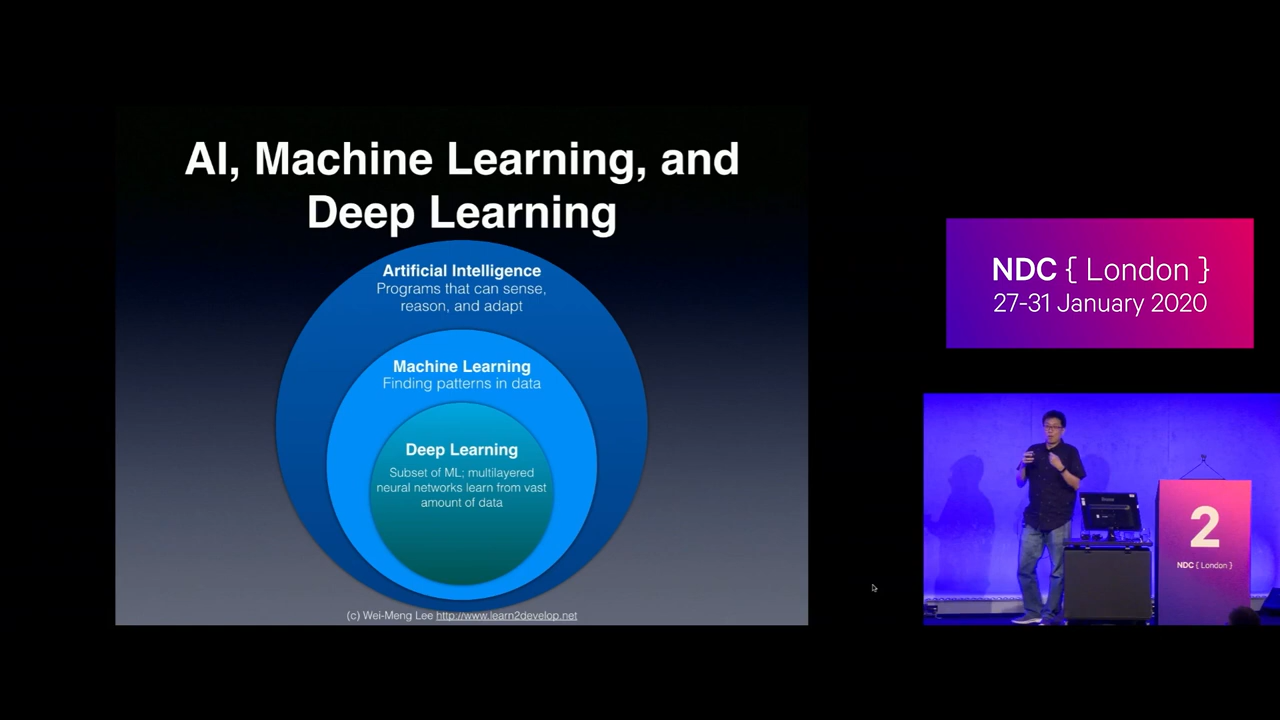 AI, Machine Learning, and
Deep Learning
Artificial Intelligence
Programs that can sense,
reason, and adapt
Machine Learning
Finding patterns in data
Deep Learning
Subset of ML; multilayered
neural networks learn from vast
amount of data
(c) Wei-Meng Lee http://www.learn2develop.net
NDC { London }
27-31 January 2020
2
NDC { London }